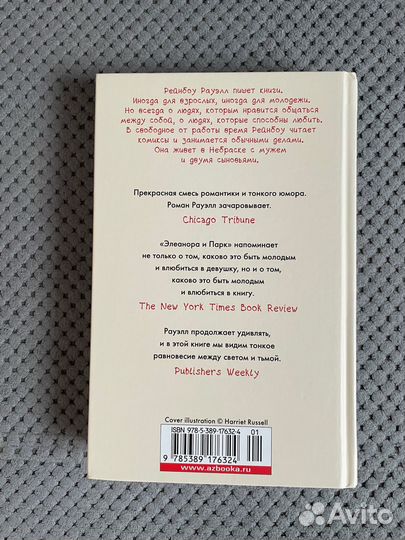 Рейнбоу Рауэлл пишет книги.
Иногда для взрослых, иногда для молодежи.
Но всегда о людях, которым нравится общаться
между собой, о людях, которые способны любить.
В свободное от работы время Рейнбоу читает
комиксы и занимается обычными делами.
Она живет в Небраске с мужем
и двумя сыновьями.
Прекрасная смесь романтики и тонкого юмора.
Роман Рауэлл зачаровывает.
Chicago Tribune
«Элеанора и Парк» напоминает
не только о том, каково это быть молодым
и влюбиться в девушку, но и о том,
каково это быть молодым
и влюбиться в книгу.
The New York Times Book Review
Рауэлл продолжает удивлять,
и в этой книге мы видим тонкое
равновесие между светом и тьмой.
Publishers Weekly
Cover illustration © Harriet Russell
ISBN 978-5-389-17632-4 01
9 785389 176324
www.azbooka.ru
Avito